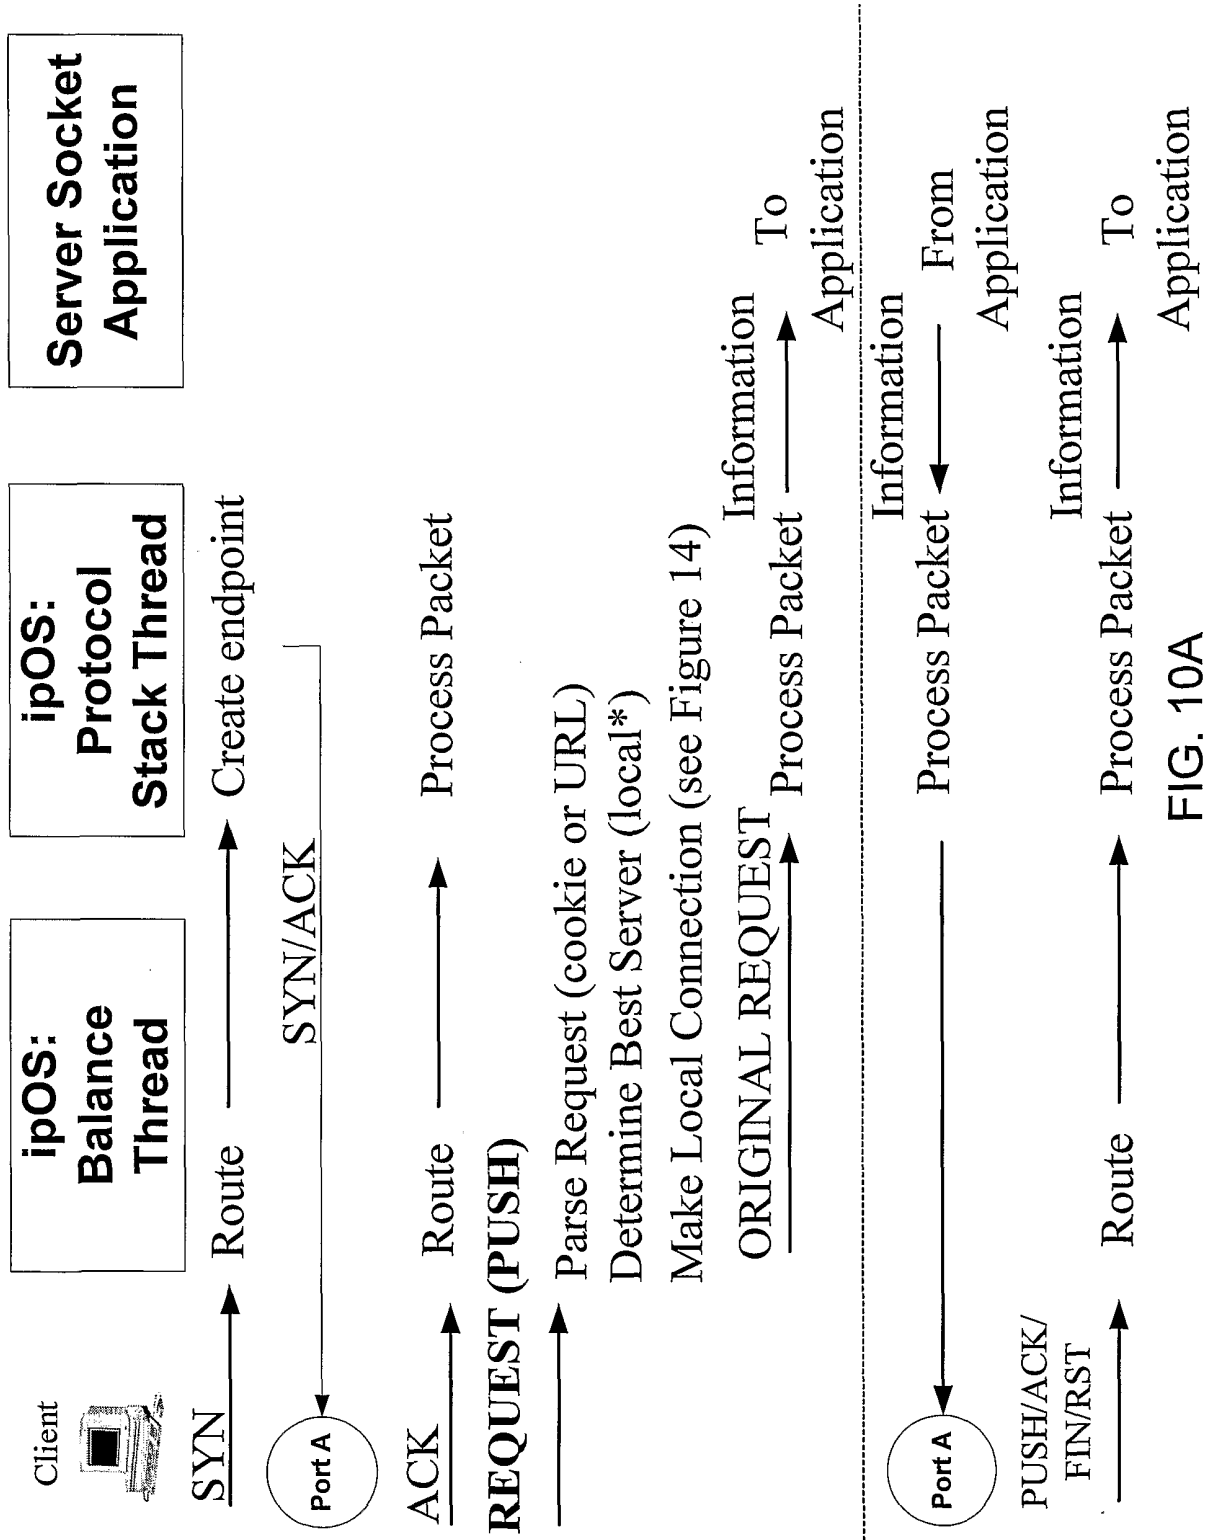 Client
ipOS:
Balance
Thread
ipOS:
Protocol
Stack Thread
Server Socket
Application
SYN
Route
Create endpoint
SYN/ACK
Port A
ACK
Route
Process Packet
REQUEST (PUSH)
Parse Request (cookie or URL)
Determine Best Server (local*)
Make Local Connection (see Figure 14)
ORIGINAL REQUEST
Process Packet
Information
To
Application
Port A
Process Packet
Information
From
Application
PUSH/ACK/
FIN/RST
Route
Process Packet
Information
To
Application
FIG. 10A